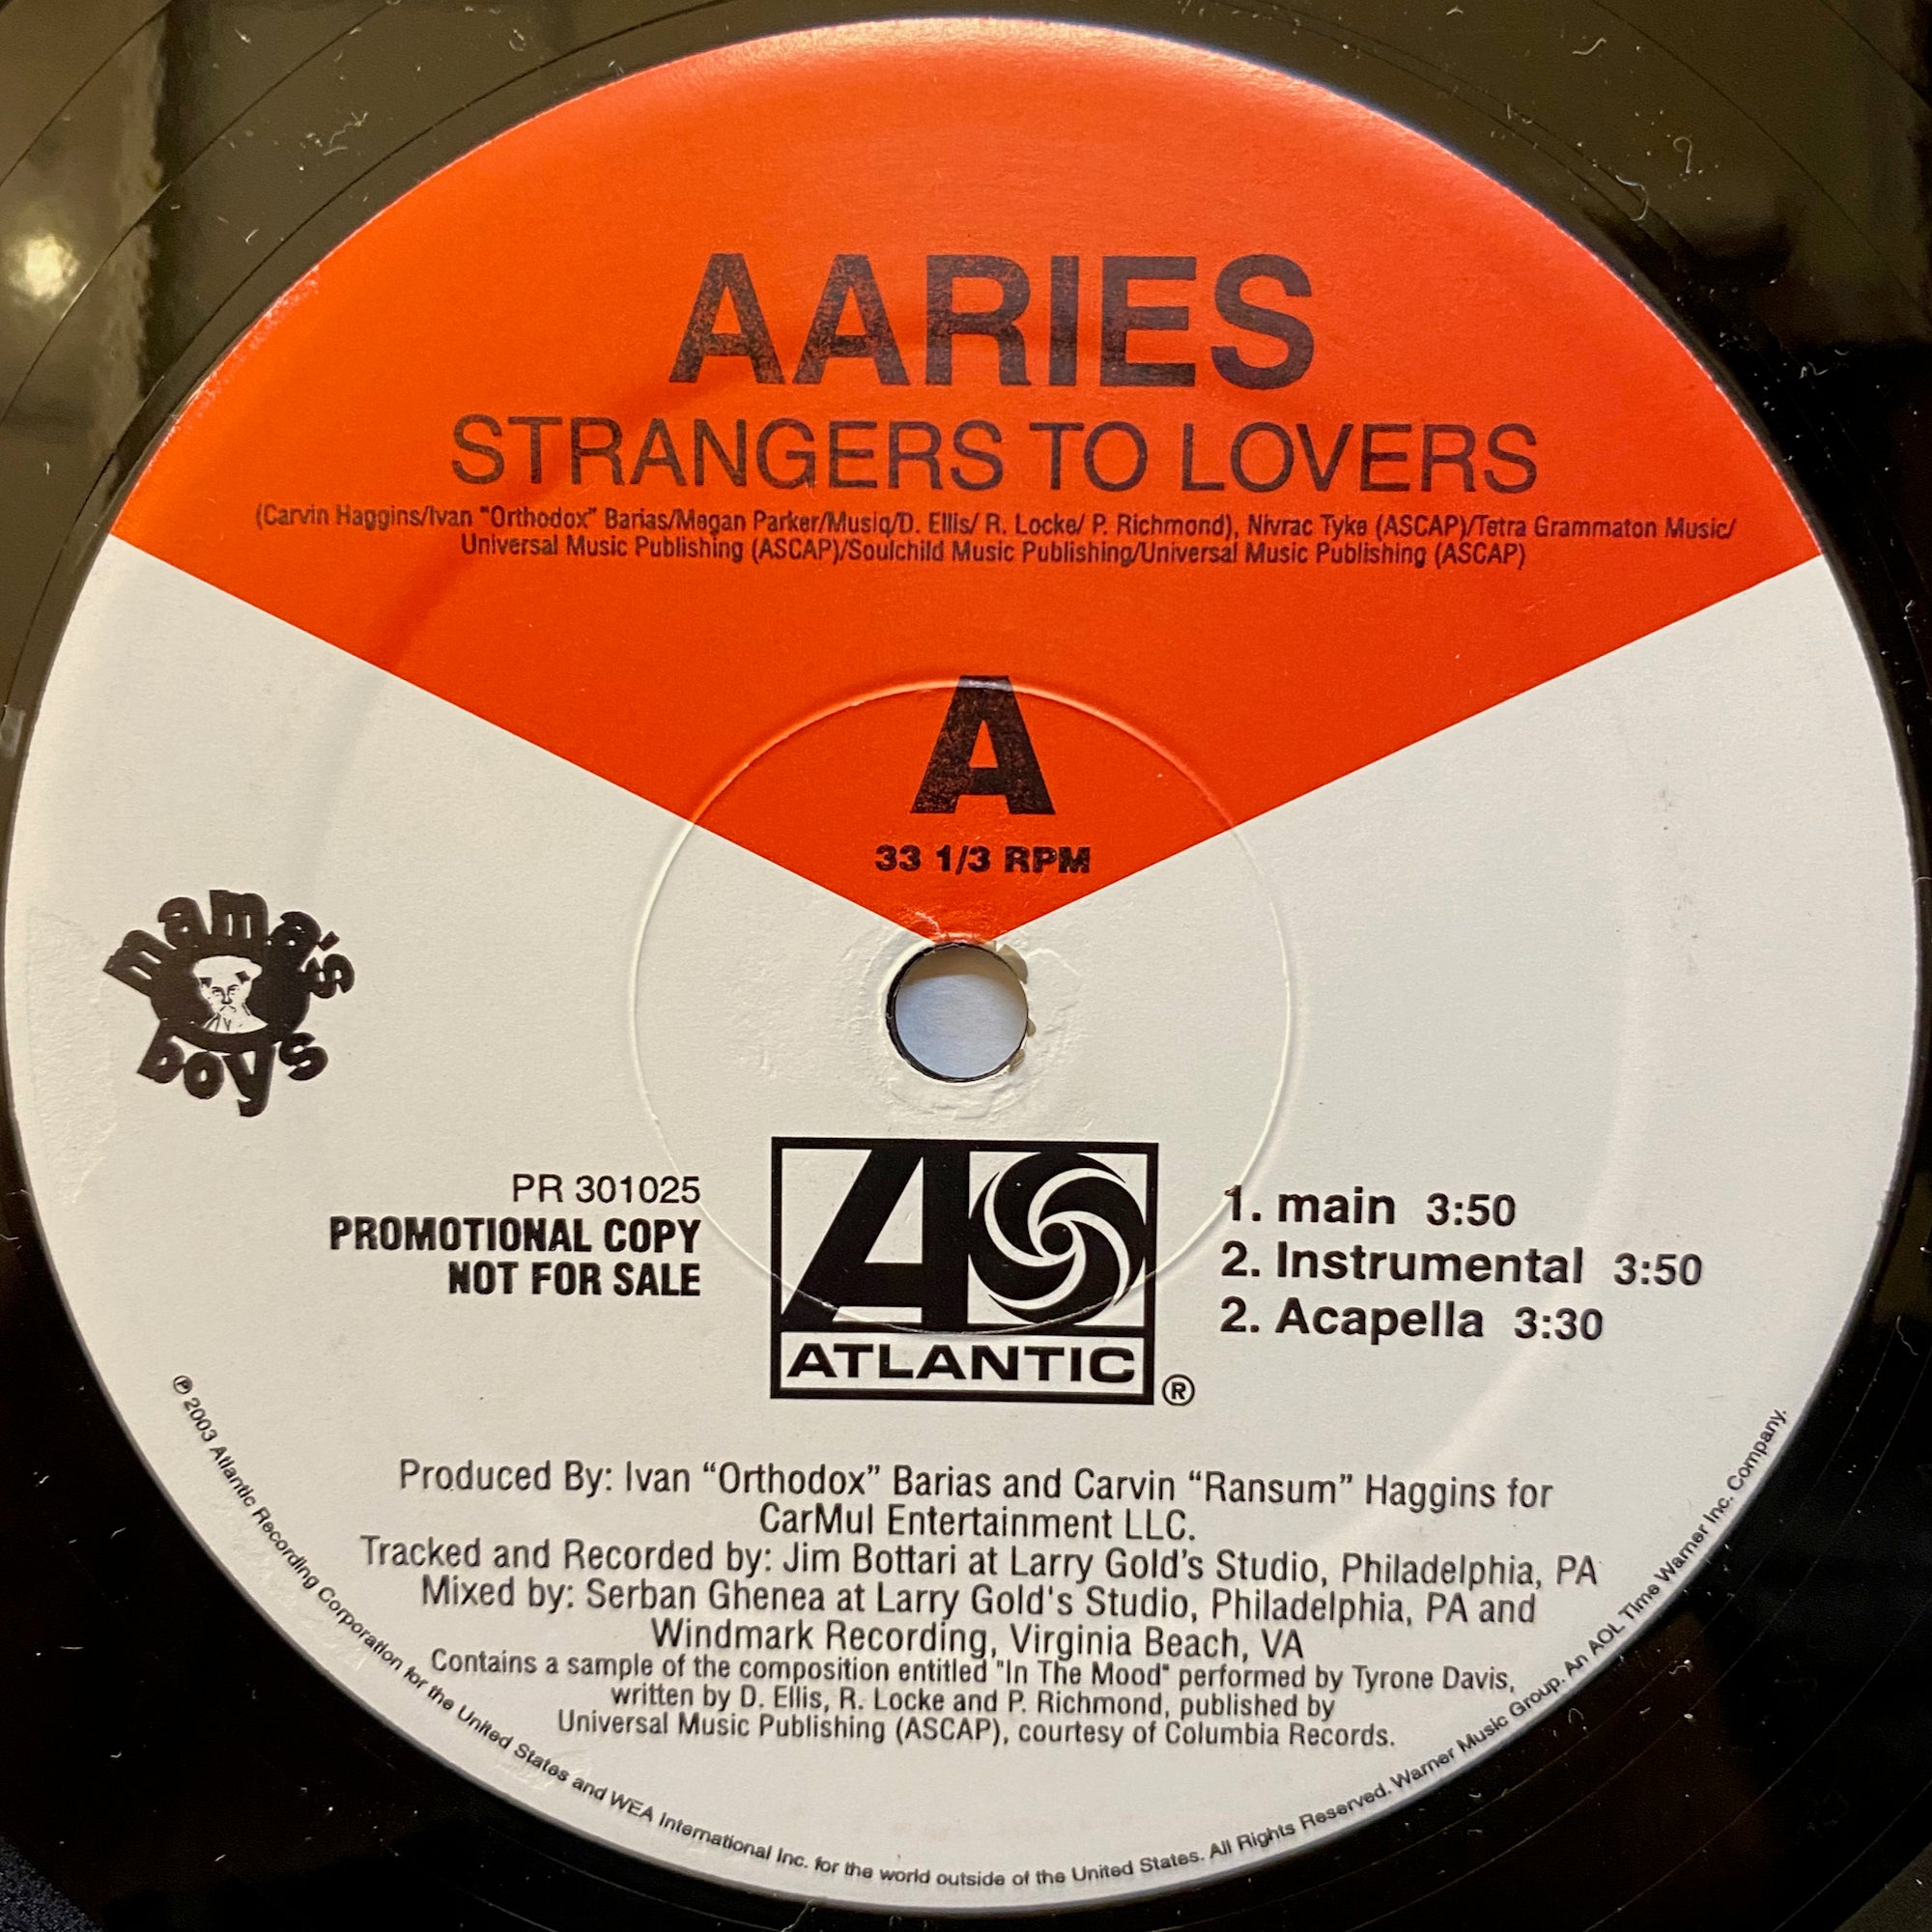 AARIES
STRANGERS TO LOVERS
(Carvin Haggins/Ivan "Orthodox" Barias/Megan Parker/Musiq/D. Ellis/ R. Locke/ P. Richmond), Nivrac Tyke (ASCAP)/Tetra Grammaton Music/
Universal Music Publishing (ASCAP)/Soulchild Music Publishing/Universal Music Publishing (ASCAP)
A
33 1/3 RPM
mama's
boys
PR 301025
PROMOTIONAL COPY
NOT FOR SALE
ATLANTIC
®
1. main 3:50
2. Instrumental 3:50
2. Acapella 3:30
Produced By: Ivan “Orthodox” Barias and Carvin “Ransum” Haggins for
CarMul Entertainment LLC.
Tracked and Recorded by: Jim Bottari at Larry Gold's Studio, Philadelphia, PA
Mixed by: Serban Ghenea at Larry Gold's Studio, Philadelphia, PA and
Windmark Recording, Virginia Beach, VA
Contains a sample of the composition entitled "In The Mood" performed by Tyrone Davis,
written by D. Ellis, R. Locke and P. Richmond, published by
Universal Music Publishing (ASCAP), courtesy of Columbia Records.
℗ 2003 Atlantic Recording Corporation for the United States and WEA International Inc. for the world outside of the United States. All Rights Reserved. Warner Music Group. An AOL Time Warner Inc. Company.